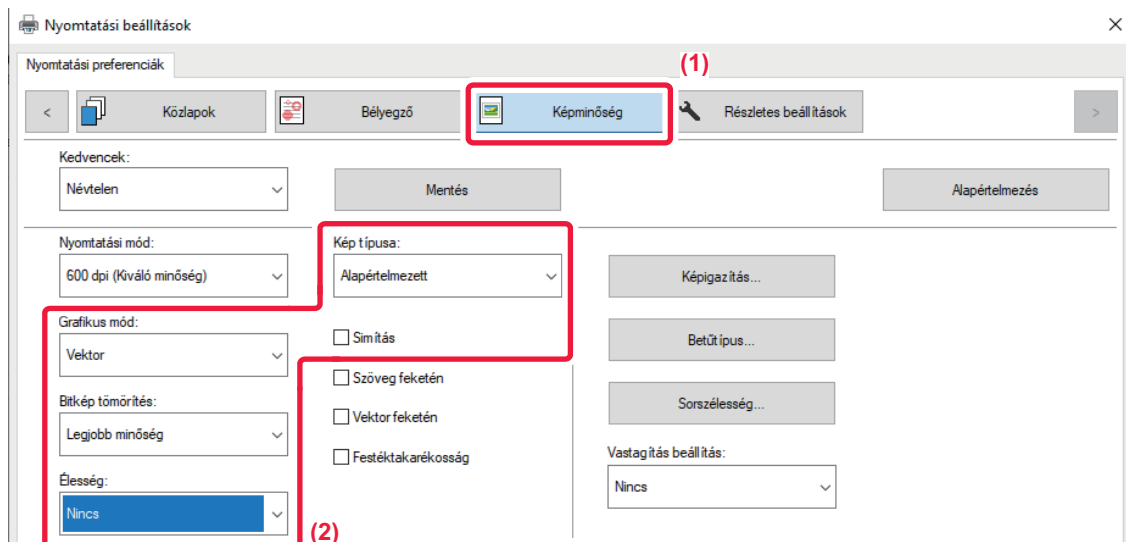 Nyomtatási beállítások
Nyomtatási preferenciák
(1)
< Közlapok Bélyegző Képminőség Részletes beállítások >
Kedvencek:
Névtelen Mentés Alapértelmezés
Nyomtatási mód: Kép típusa:
600 dpi (Kiváló minőség) Alapértelmezett Képigazítás...
Grafikus mód:
Vektor Simítás Betűtípus...
Szöveg feketén
Bitkép tömörítés:
Legjobb minőség Vektor feketén Sorszélesség...
Festéktakarékosság Vastagítás beállítás:
Élesség:
Nincs Nincs
(2)